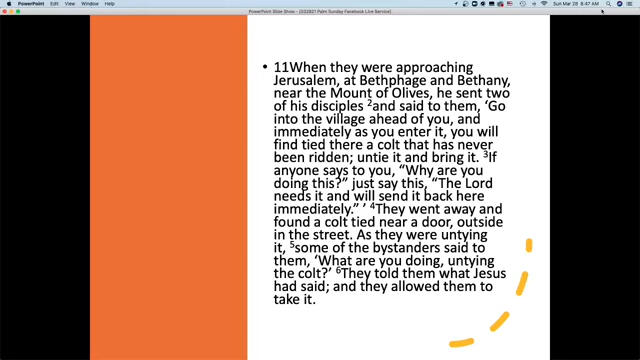 PowerPoint File Edit View Window Help
Sun Mar 28 8:47 AM
PowerPoint Slide Show - [032821 Palm Sunday Facebook Live Service]
• 11When they were approaching
Jerusalem, at Bethphage and Bethany,
near the Mount of Olives, he sent two
of his disciples ²and said to them, ‘Go
into the village ahead of you, and
immediately as you enter it, you will
find tied there a colt that has never
been ridden; untie it and bring it. ³If
anyone says to you, “Why are you
doing this?” just say this, “The Lord
needs it and will send it back here
immediately.” ’ ⁴They went away and
found a colt tied near a door, outside
in the street. As they were untying
it, ⁵some of the bystanders said to
them, ‘What are you doing, untying
the colt?’ ⁶They told them what Jesus
had said; and they allowed them to
take it.